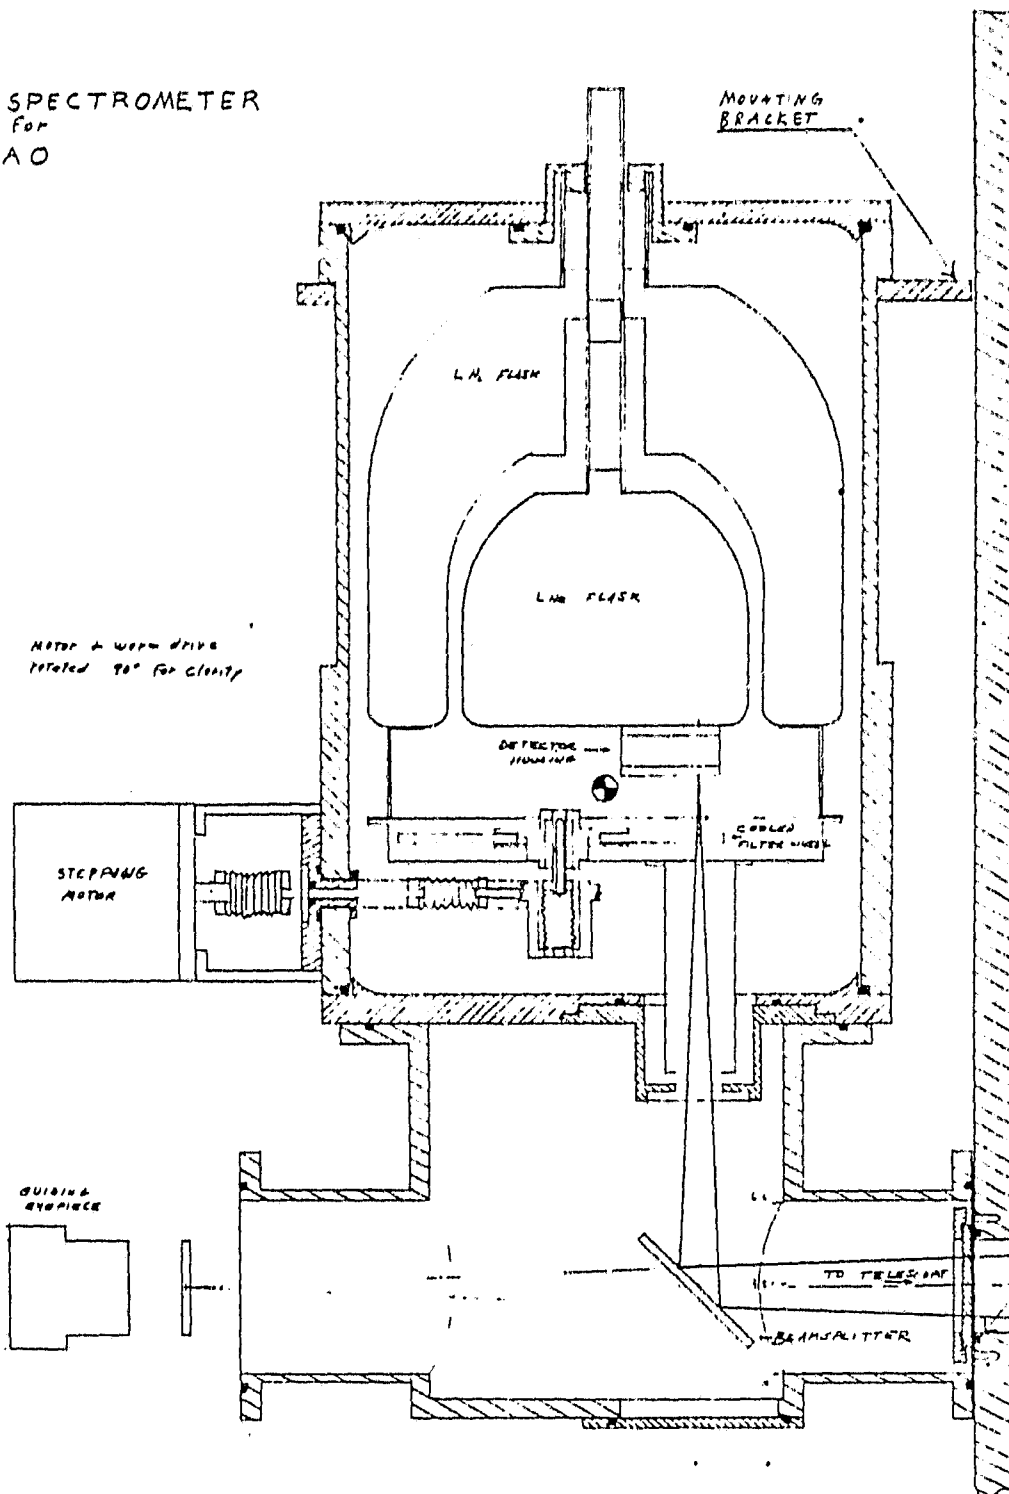 SPECTROMETER
for
AO
MOUNTING
BRACKET
LN₂ FLASK
LHe FLASK
Motor & worm drive
rotated 90° for clarity
DETECTOR
HOUSING
COOLED
FILTER WHEEL
STEPPING
MOTOR
GUIDING
EYEPIECE
TO TELESCOPE
BEAMSPLITTER